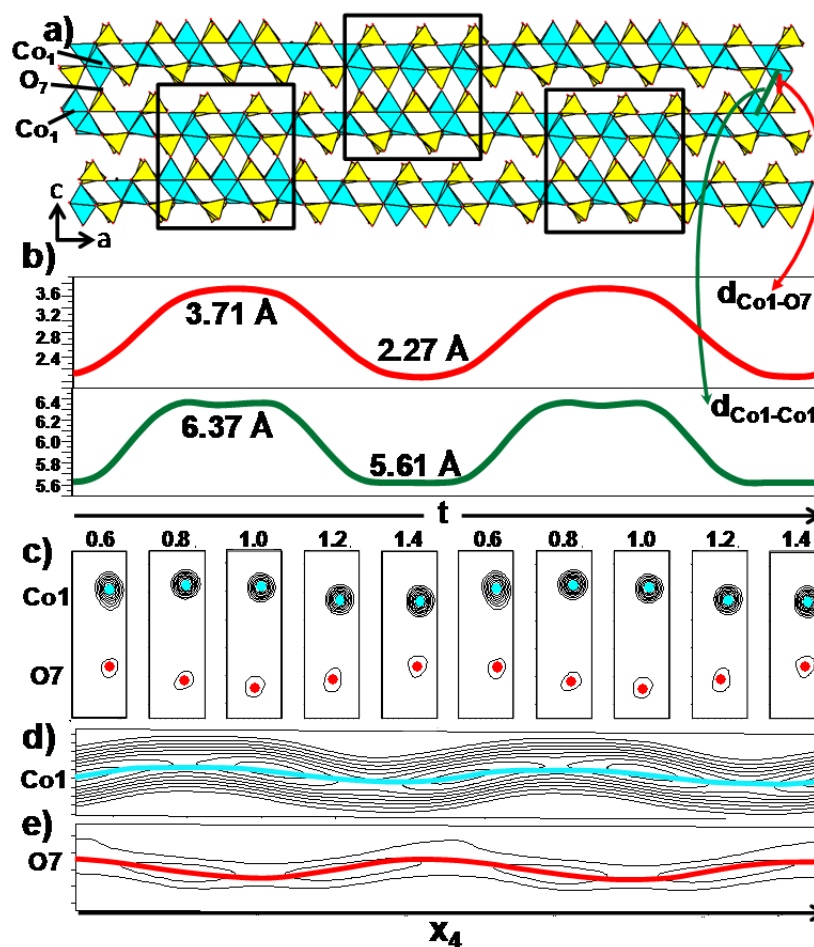 a)
Co1
O7
Co1
c
a
b)
3.6
3.2
2.8
2.4
3.71 Å
2.27 Å
dCo1-O7
6.4
6.2
6.0
5.8
5.6
6.37 Å
5.61 Å
dCo1-Co1
t
c)
0.6 0.8 1.0 1.2 1.4 0.6 0.8 1.0 1.2 1.4
Co1
O7
d)
Co1
e)
O7
x4